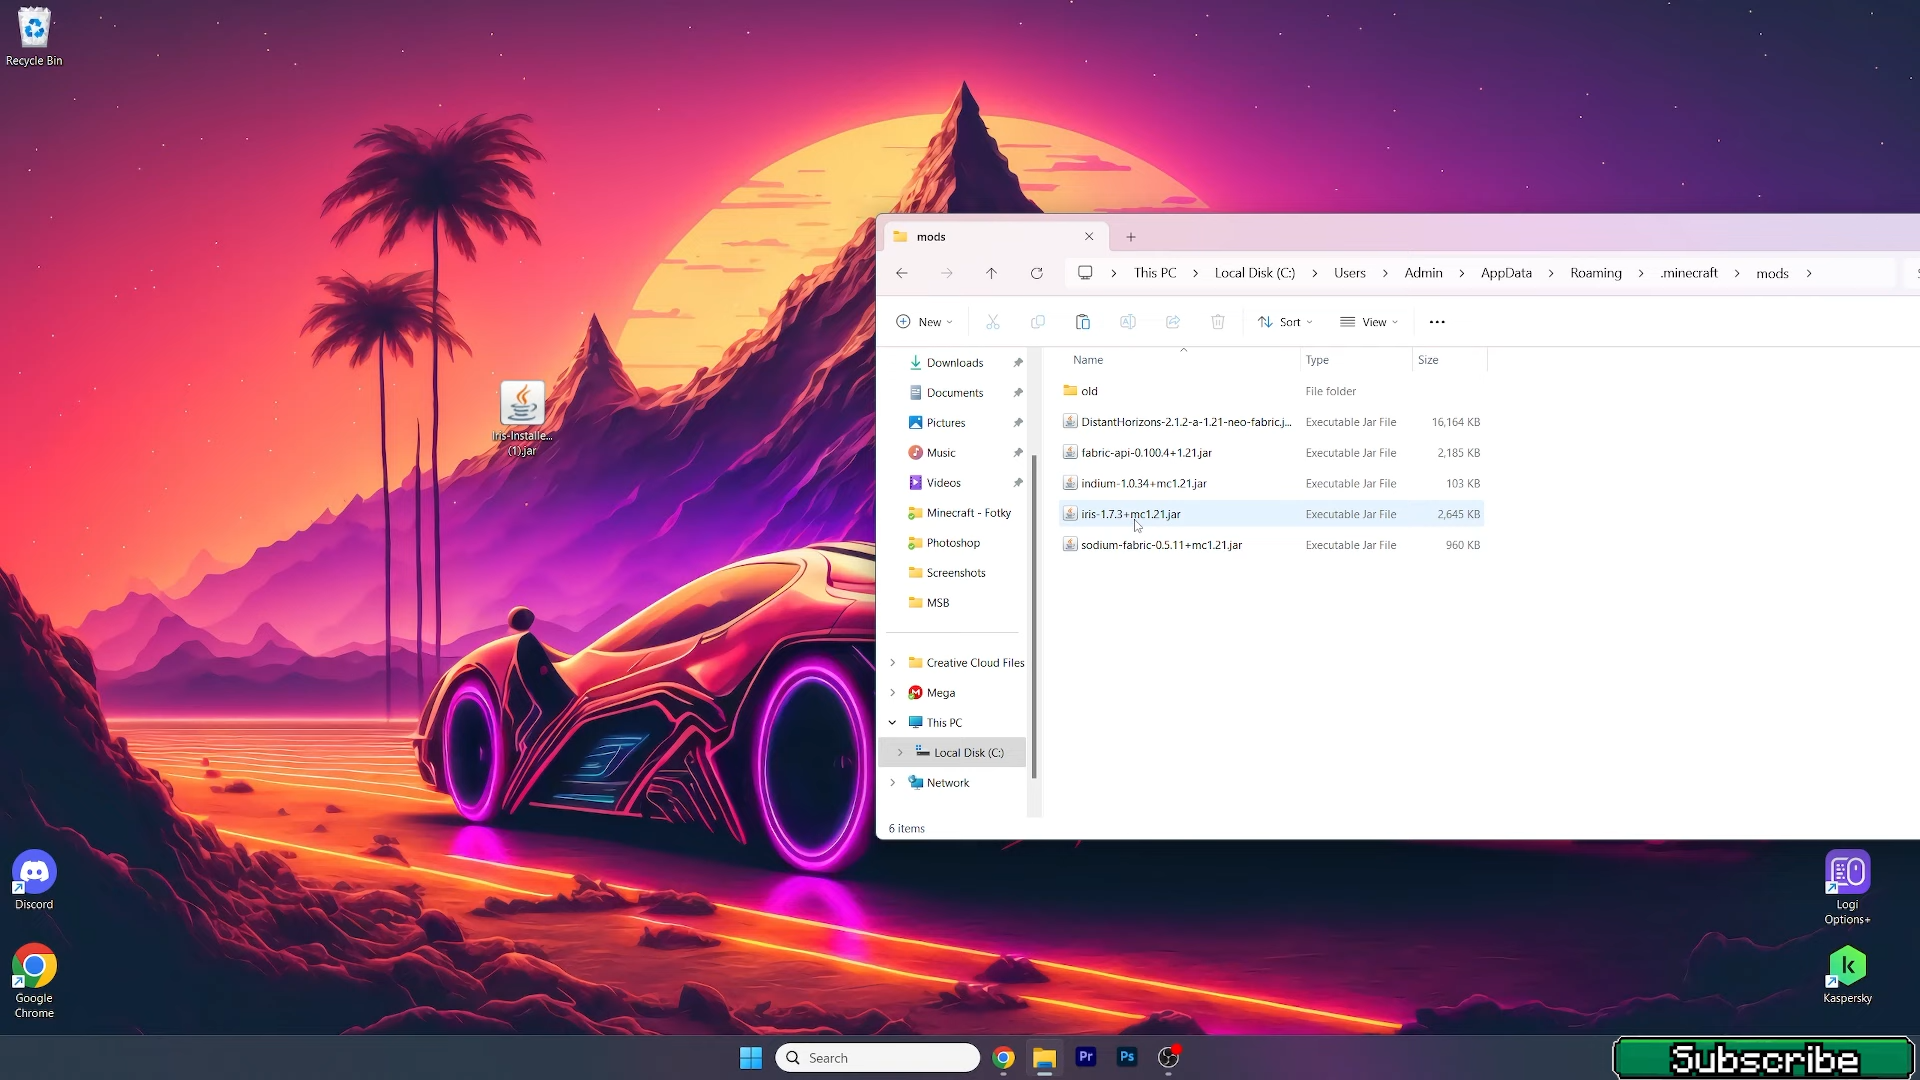 Recycle Bin
Iris-Installe...
(1).jar
Discord
Google
Chrome
mods
This PC
Local Disk (C:)
Users
Admin
AppData
Roaming
.minecraft
mods
New
Sort
View
Downloads
Documents
Pictures
Music
Videos
Minecraft - Fotky
Photoshop
Screenshots
MSB
Creative Cloud Files
Mega
This PC
Local Disk (C:)
Network
Name Type Size
old File folder
DistantHorizons-2.1.2-a-1.21-neo-fabric.j... Executable Jar File 16,164 KB
fabric-api-0.100.4+1.21.jar Executable Jar File 2,185 KB
indium-1.0.34+mc1.21.jar Executable Jar File 103 KB
iris-1.7.3+mc1.21.jar Executable Jar File 2,645 KB
sodium-fabric-0.5.11+mc1.21.jar Executable Jar File 960 KB
6 items
Logi
Options+
Kaspersky
Search
Pr
Ps
Subscribe